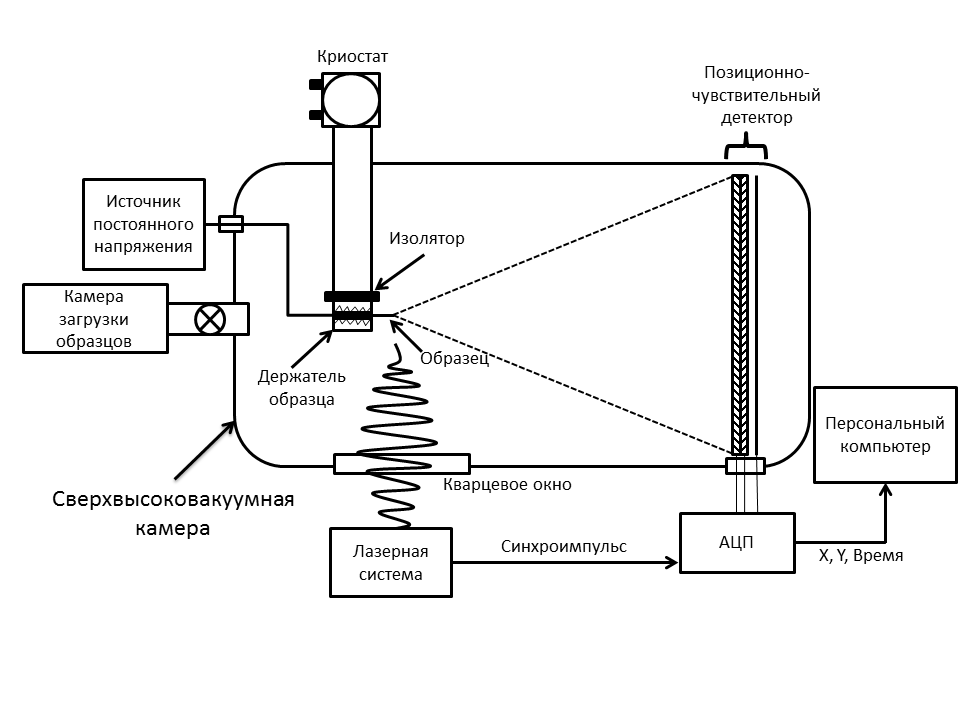 Криостат
Позиционно-
чувствительный
детектор
Источник
постоянного
напряжения
Изолятор
Камера
загрузки
образцов
Образец
Держатель
образца
Персональный
компьютер
Сверхвысоковакуумная
камера
Кварцевое окно
Лазерная
система
Синхроимпульс
АЦП
X, Y, Время